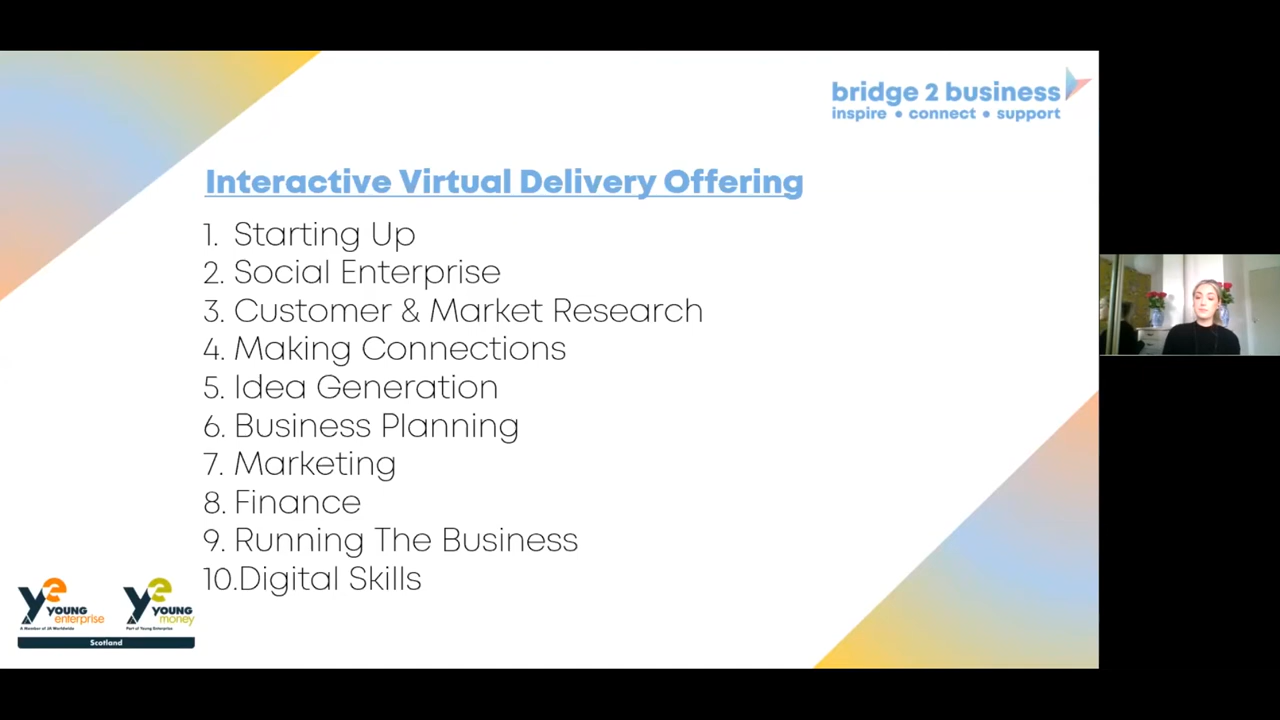 bridge 2 business
inspire • connect • support
Interactive Virtual Delivery Offering
1. Starting Up
2. Social Enterprise
3. Customer & Market Research
4. Making Connections
5. Idea Generation
6. Business Planning
7. Marketing
8. Finance
9. Running The Business
10.Digital Skills
ye YOUNG enterprise
A Member of JA Worldwide
ye YOUNG money
Part of Young Enterprise
Scotland